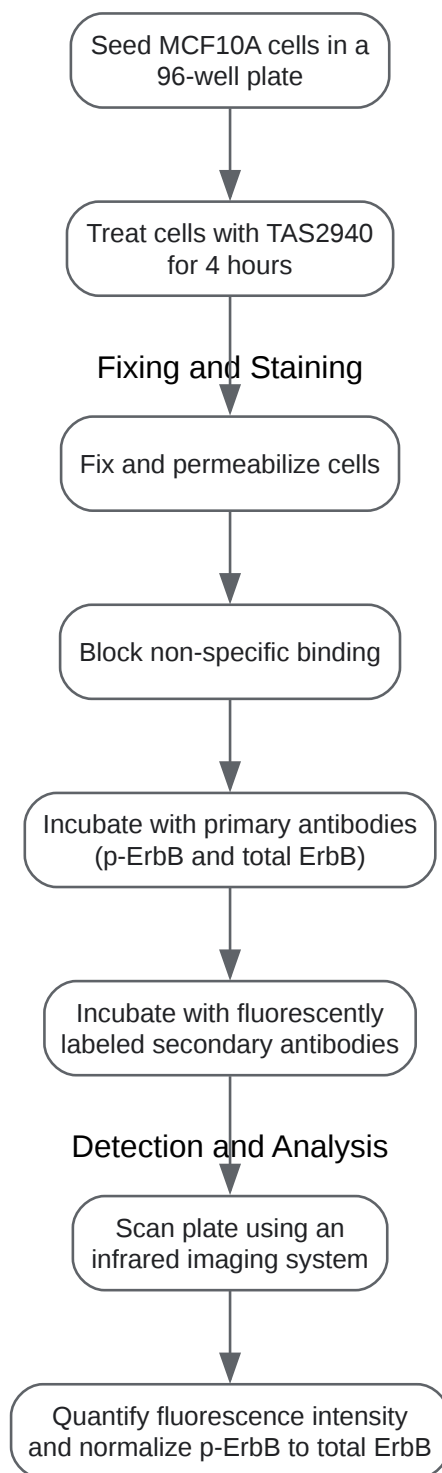 Seed MCF10A cells in a
96-well plate
Treat cells with TAS2940
for 4 hours
Fixing and Staining
Fix and permeabilize cells
Block non-specific binding
Incubate with primary antibodies
(p-ErbB and total ErbB)
Incubate with fluorescently
labeled secondary antibodies
Detection and Analysis
Scan plate using an
infrared imaging system
Quantify fluorescence intensity
and normalize p-ErbB to total ErbB